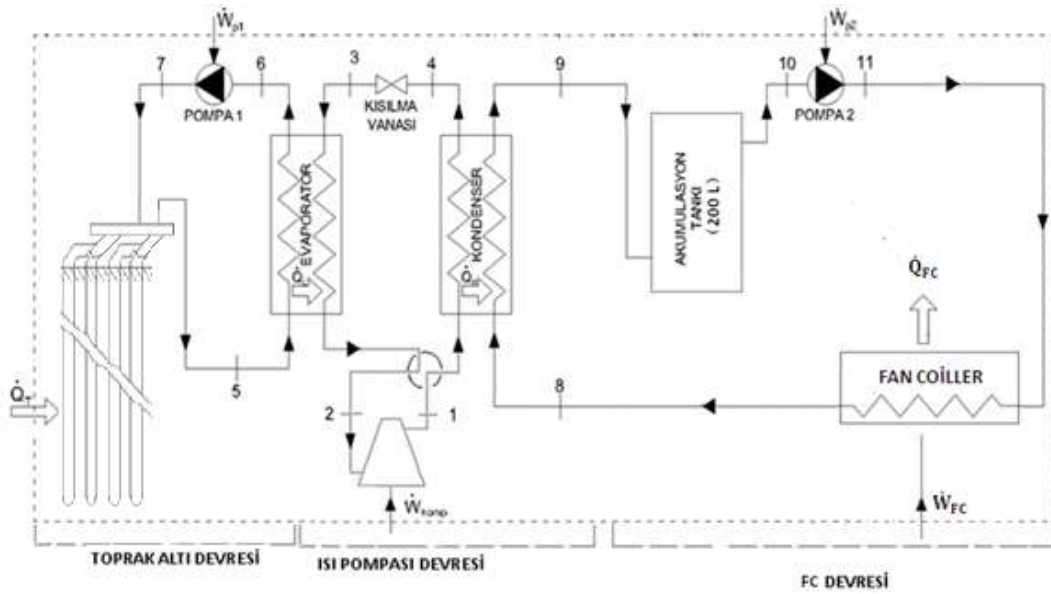 Ẇp1
Ẇp2
7
6
3
4
9
10
11
POMPA 1
KISILMA
VANASI
POMPA 2
EVAPORATÖR
KONDENSER
AKUMULASYON
TANKI
(200 L)
Q̇
Q̇
Q̇FC
FAN COİLLER
Q̇T
5
8
2
1
Ẇkomp
ẆFC
TOPRAK ALTI DEVRESİ
ISI POMPASI DEVRESİ
FC DEVRESİ